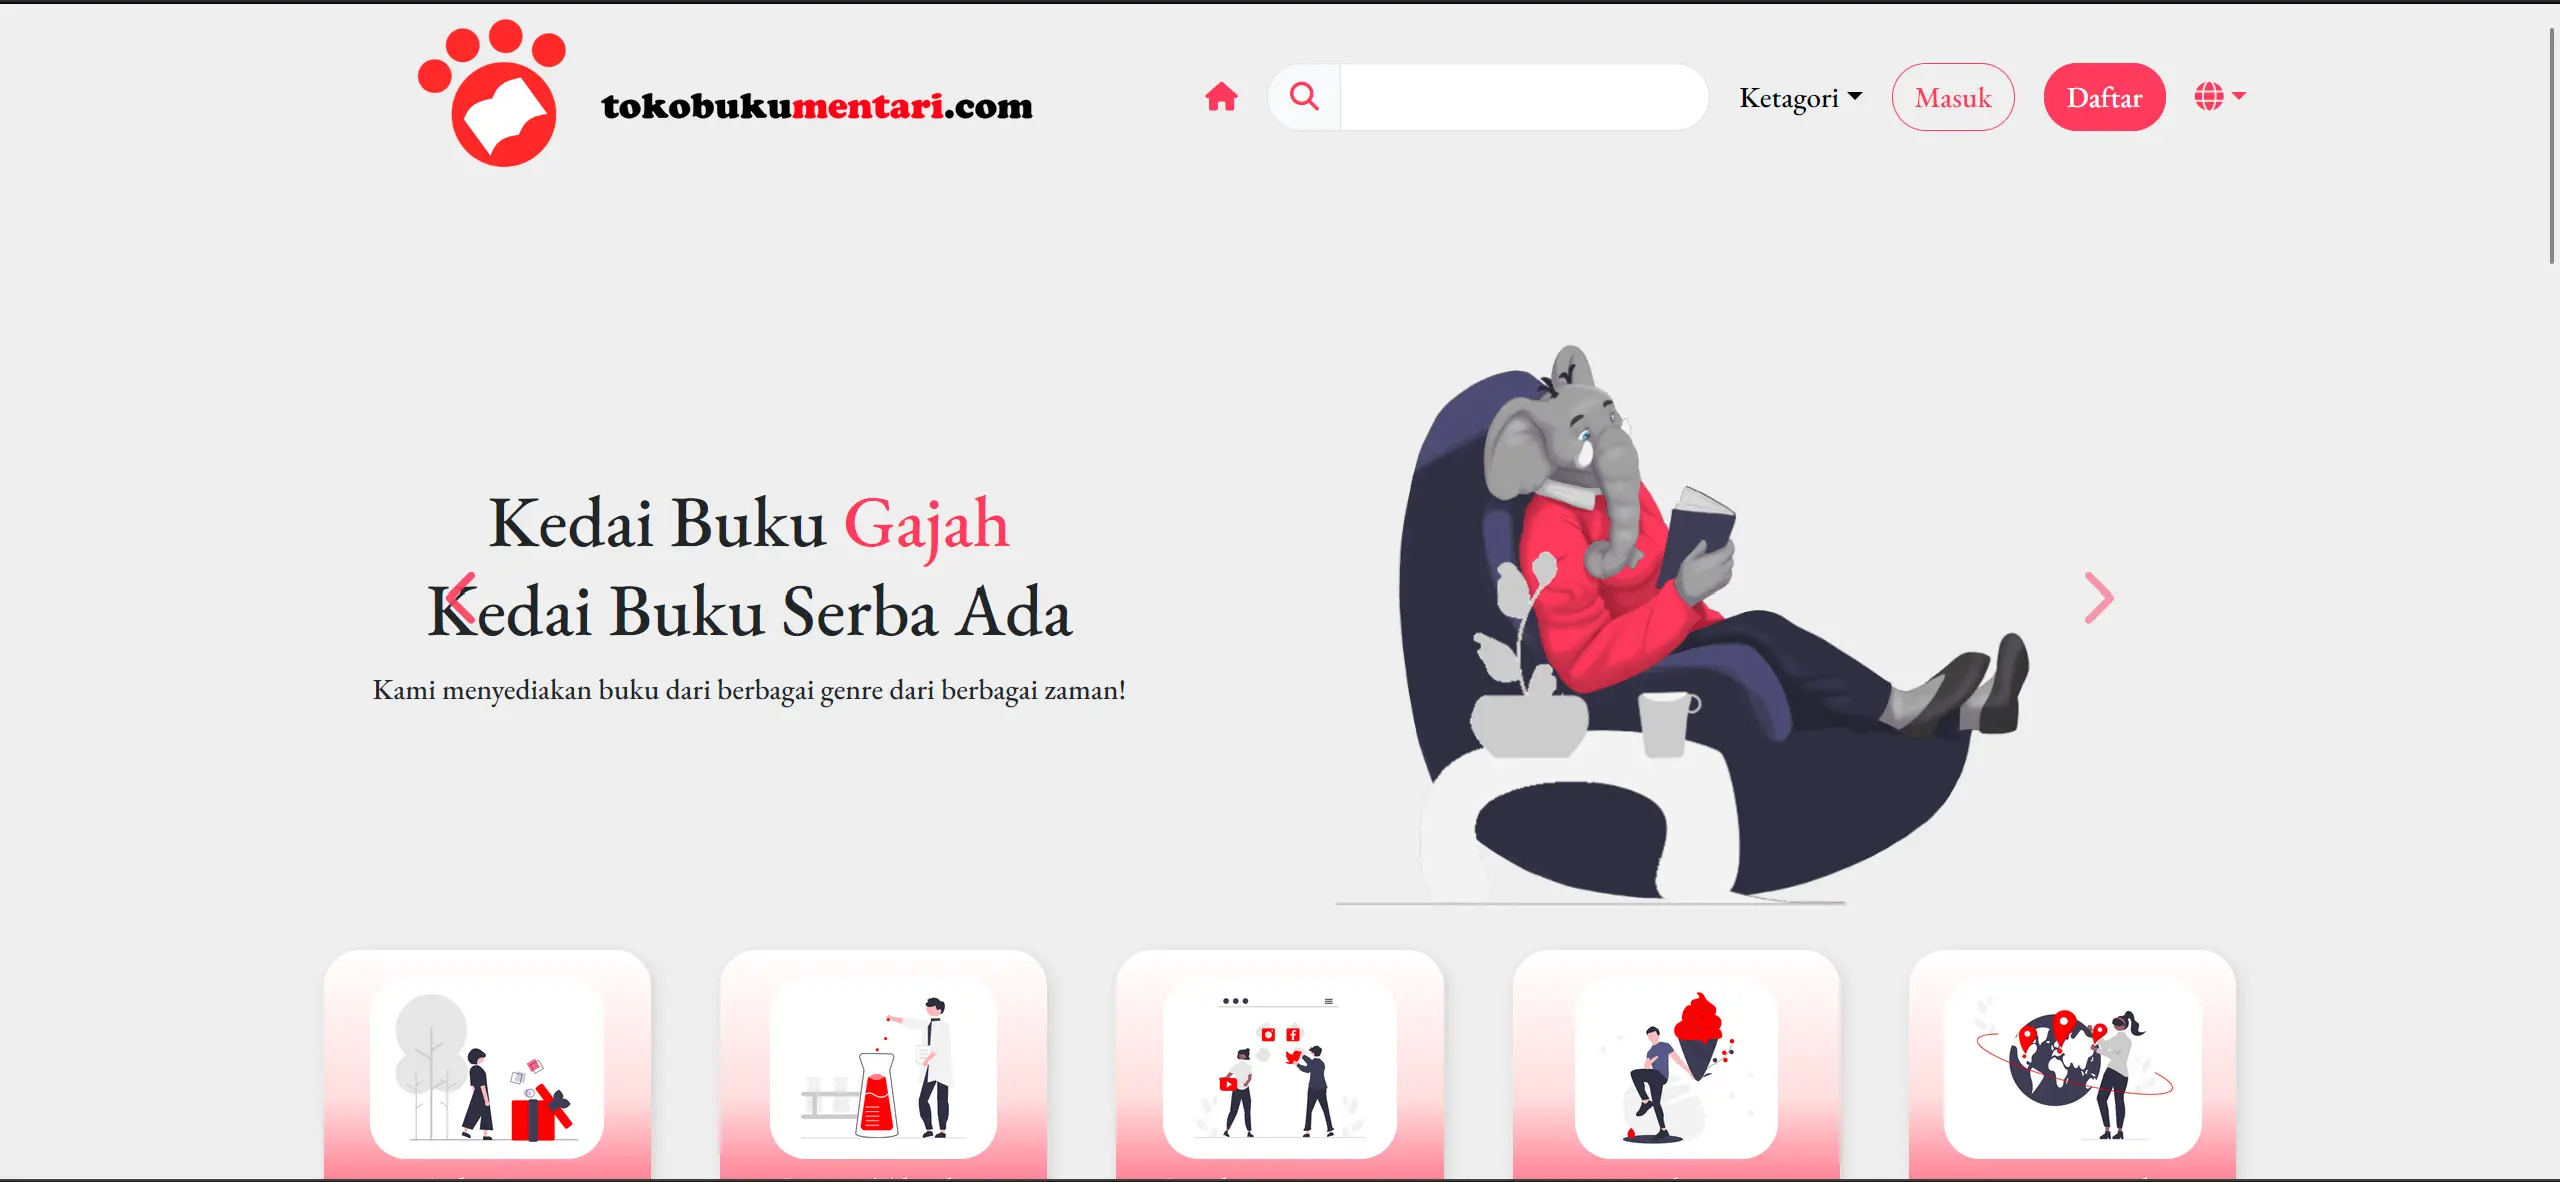 tokobukumentari.com
Ketagori
Masuk
Daftar
Kedai Buku Gajah
Kedai Buku Serba Ada
Kami menyediakan buku dari berbagai genre dari berbagai zaman!